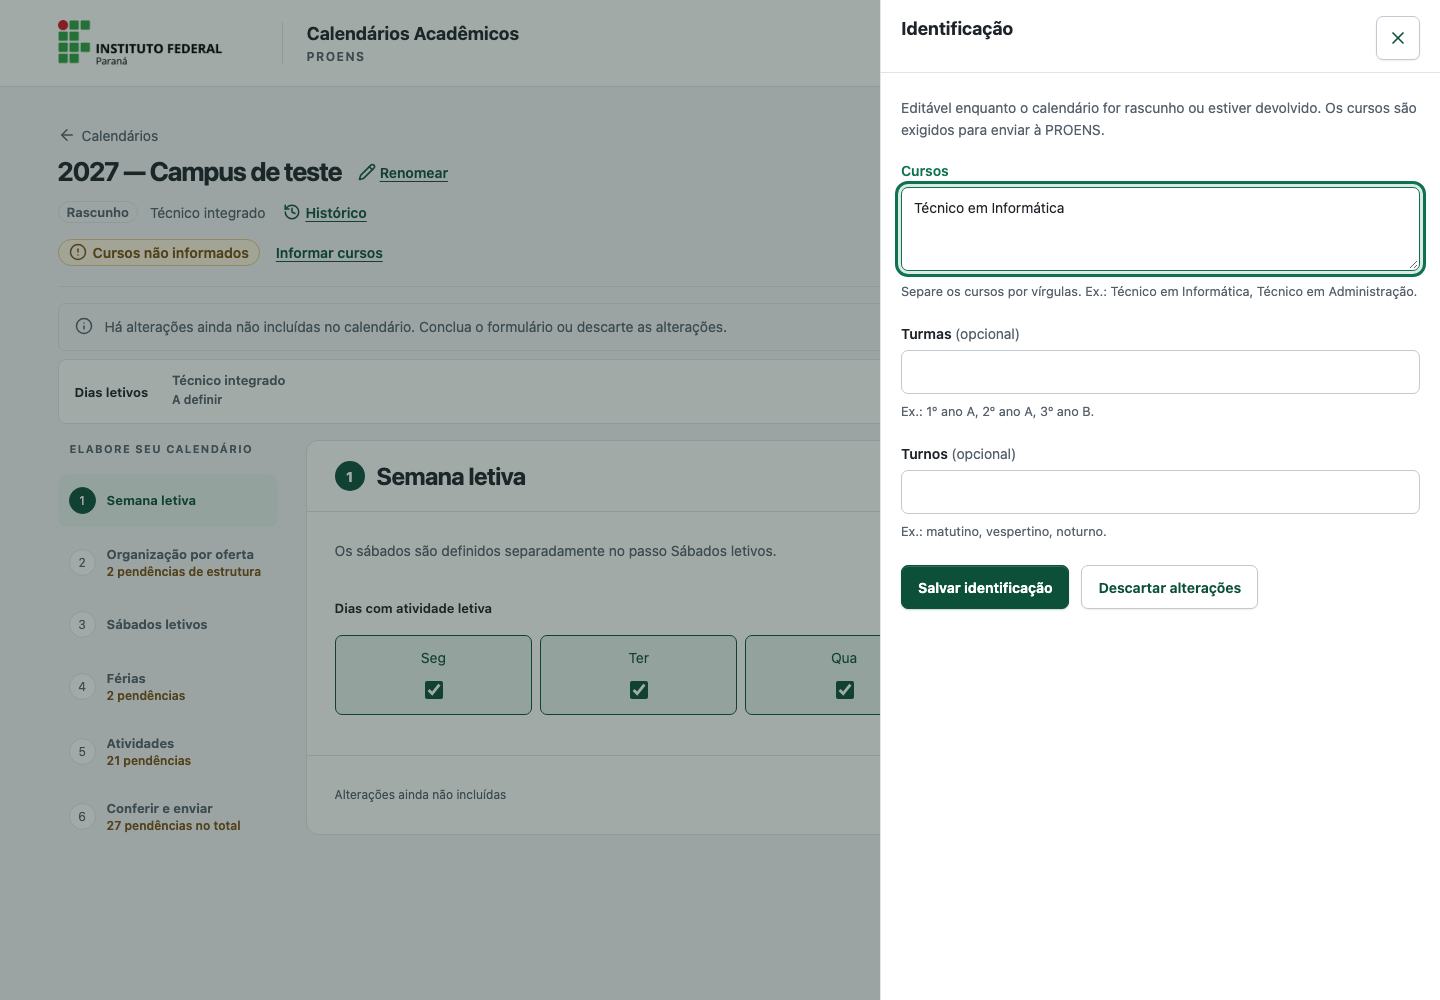 INSTITUTO FEDERAL
Paraná
Calendários Acadêmicos
PROENS
Calendários
2027 — Campus de teste
Renomear
Rascunho
Técnico integrado
Histórico
Cursos não informados
Informar cursos
Há alterações ainda não incluídas no calendário. Conclua o formulário ou descarte as alterações.
Dias letivos
Técnico integrado
A definir
ELABORE SEU CALENDÁRIO
1
Semana letiva
2
Organização por oferta
2 pendências de estrutura
3
Sábados letivos
4
Férias
2 pendências
5
Atividades
21 pendências
6
Conferir e enviar
27 pendências no total
1
Semana letiva
Os sábados são definidos separadamente no passo Sábados letivos.
Dias com atividade letiva
Seg
Ter
Qua
Alterações ainda não incluídas
Identificação
Editável enquanto o calendário for rascunho ou estiver devolvido. Os cursos são
exigidos para enviar à PROENS.
Cursos
Técnico em Informática
Separe os cursos por vírgulas. Ex.: Técnico em Informática, Técnico em Administração.
Turmas (opcional)
Ex.: 1º ano A, 2º ano A, 3º ano B.
Turnos (opcional)
Ex.: matutino, vespertino, noturno.
Salvar identificação
Descartar alterações